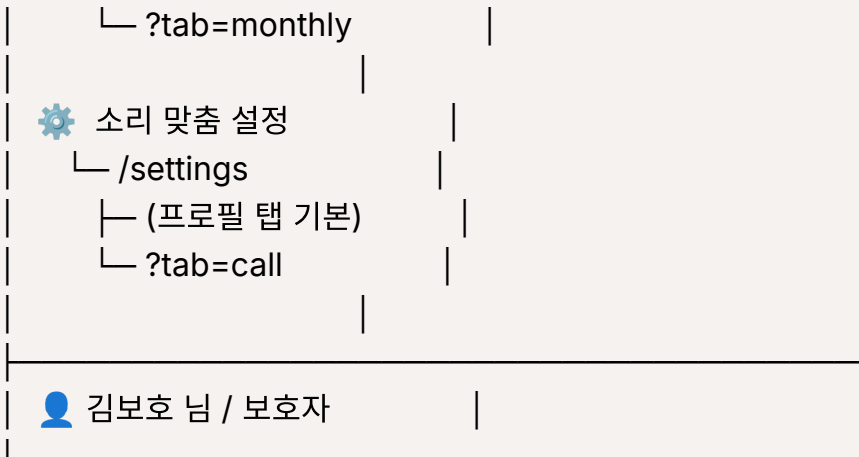 │          └─ ?tab=monthly                │
│                                          │
│  ⚙️  소리 맞춤 설정                    │
│      └─ /settings                       │
│          ├─ (프로필 탭 기본)            │
│          └─ ?tab=call                   │
│                                          │
├──────────────────────────────
│  👤 김보호 님 / 보호자                  │